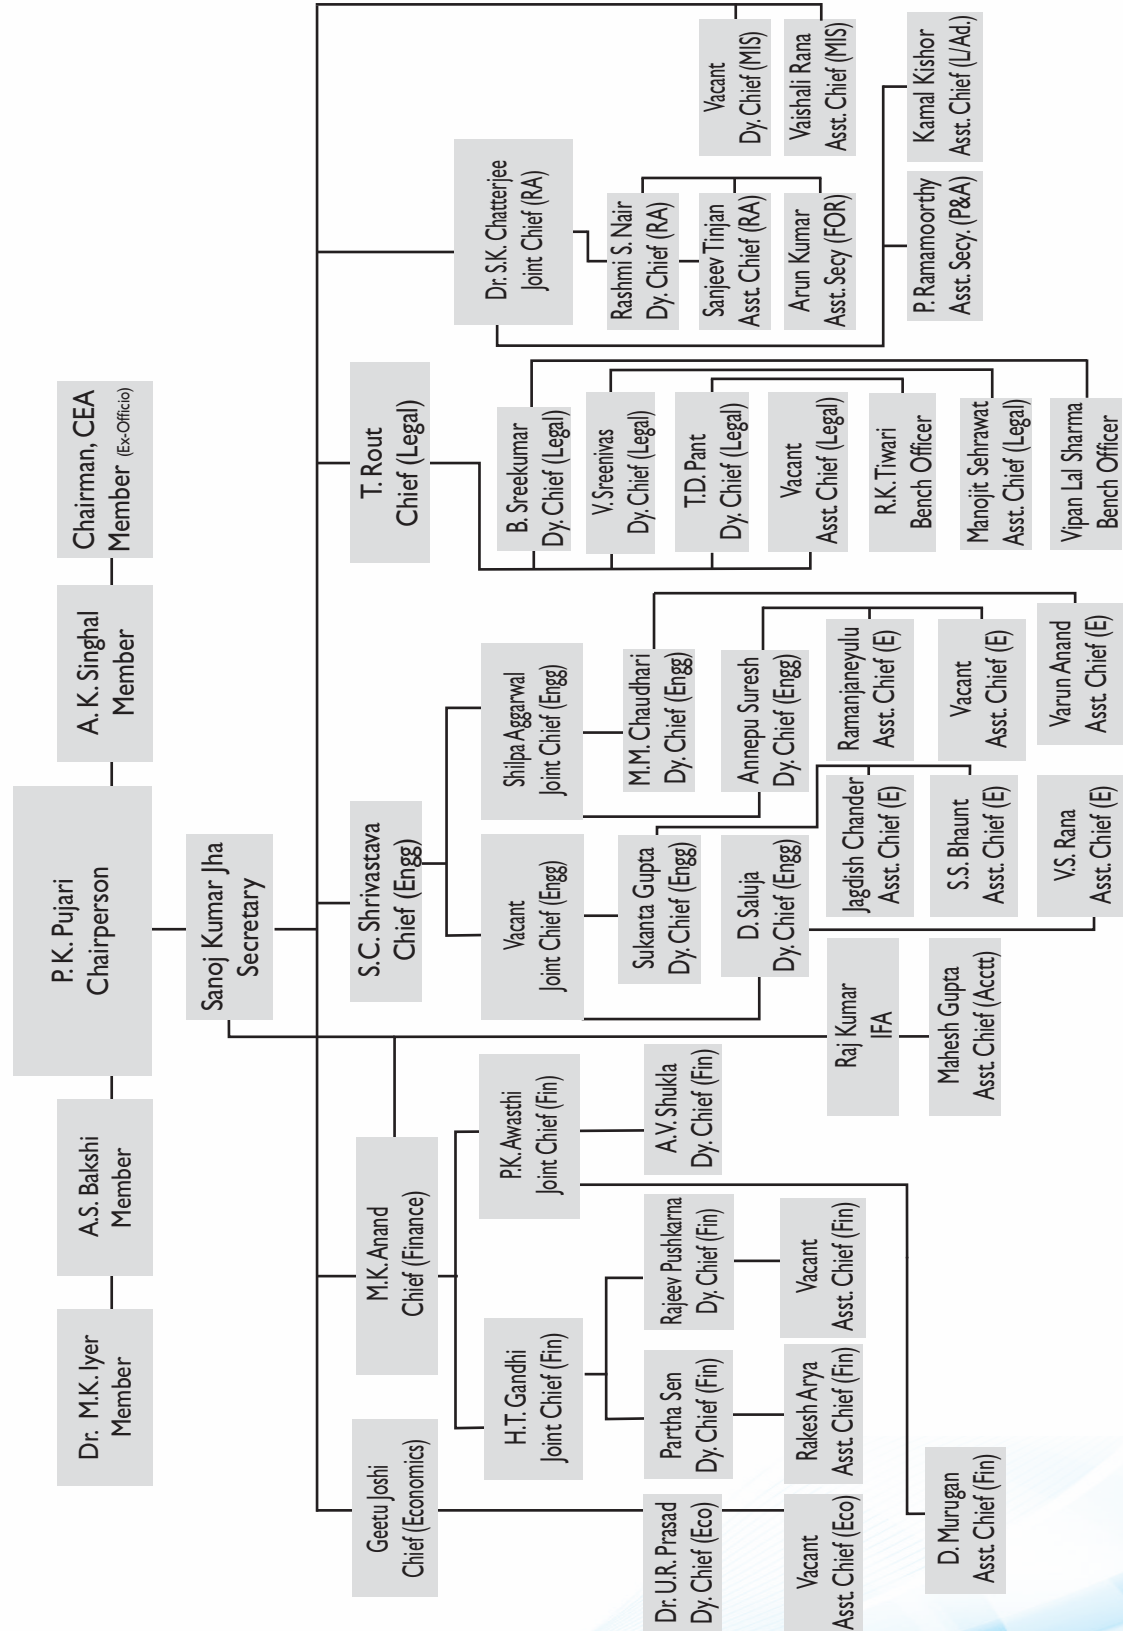 P. K. Pujari
Chairperson
Dr. M.K. Iyer
Member
A.S. Bakshi
Member
A. K. Singhal
Member
Chairman, CEA
Member (Ex-Officio)
Sanoj Kumar Jha
Secretary
Geetu Joshi
Chief (Economics)
M.K. Anand
Chief (Finance)
S.C. Shrivastava
Chief (Engg)
T. Rout
Chief (Legal)
Dr. S.K. Chatterjee
Joint Chief (RA)
H.T. Gandhi
Joint Chief (Fin)
P.K. Awasthi
Joint Chief (Fin)
Vacant
Joint Chief (Engg)
Shilpa Aggarwal
Joint Chief (Engg)
Dr. U.R. Prasad
Dy. Chief (Eco)
Partha Sen
Dy. Chief (Fin)
Rajeev Pushkarna
Dy. Chief (Fin)
A.V. Shukla
Dy. Chief (Fin)
Vacant
Asst. Chief (Eco)
Rakesh Arya
Asst. Chief (Fin)
Vacant
Asst. Chief (Fin)
D. Murugan
Asst. Chief (Fin)
Raj Kumar
IFA
Mahesh Gupta
Asst. Chief (Acctt)
Sukanta Gupta
Dy. Chief (Engg)
D. Saluja
Dy. Chief (Engg)
Jagdish Chander
Asst. Chief (E)
S.S. Bhaunt
Asst. Chief (E)
V.S. Rana
Asst. Chief (E)
M.M. Chaudhari
Dy. Chief (Engg)
Annepu Suresh
Dy. Chief (Engg)
Ramanjaneyulu
Asst. Chief (E)
Vacant
Asst. Chief (E)
Varun Anand
Asst. Chief (E)
B. Sreekumar
Dy. Chief (Legal)
V. Sreenivas
Dy. Chief (Legal)
T.D. Pant
Dy. Chief (Legal)
Vacant
Asst. Chief (Legal)
R.K. Tiwari
Bench Officer
Manojit Sehrawat
Asst. Chief (Legal)
Vipan Lal Sharma
Bench Officer
Rashmi S. Nair
Dy. Chief (RA)
Sanjeev Tinjan
Asst. Chief (RA)
Arun Kumar
Asst. Secy (FOR)
P. Ramamoorthy
Asst. Secy. (P&A)
Kamal Kishor
Asst. Chief (L/Ad.)
Vacant
Dy. Chief (MIS)
Vaishali Rana
Asst. Chief (MIS)